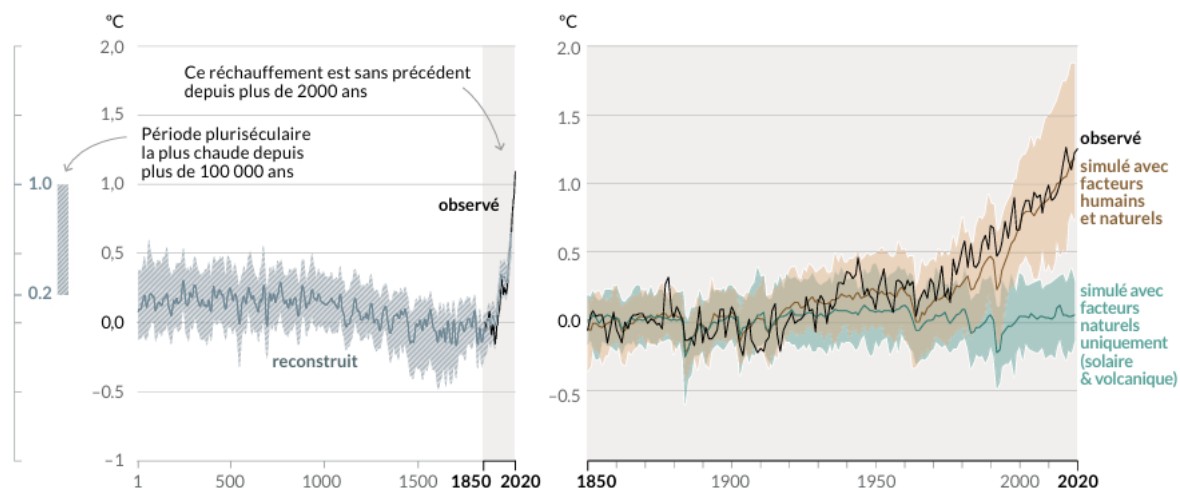 °C
2,0
1,5
1,0
0,5
0,0
−0,5
−1
Ce réchauffement est sans précédent
depuis plus de 2000 ans
Période pluriséculaire
la plus chaude depuis
plus de 100 000 ans
1.0
0.2
observé
reconstruit
1
500
1000
1500
1850
2020
°C
2.0
1.5
1.0
0.5
0.0
−0.5
observé
simulé avec
facteurs
humains
et naturels
simulé avec
facteurs
naturels
uniquement
(solaire
& volcanique)
1850
1900
1950
2000
2020